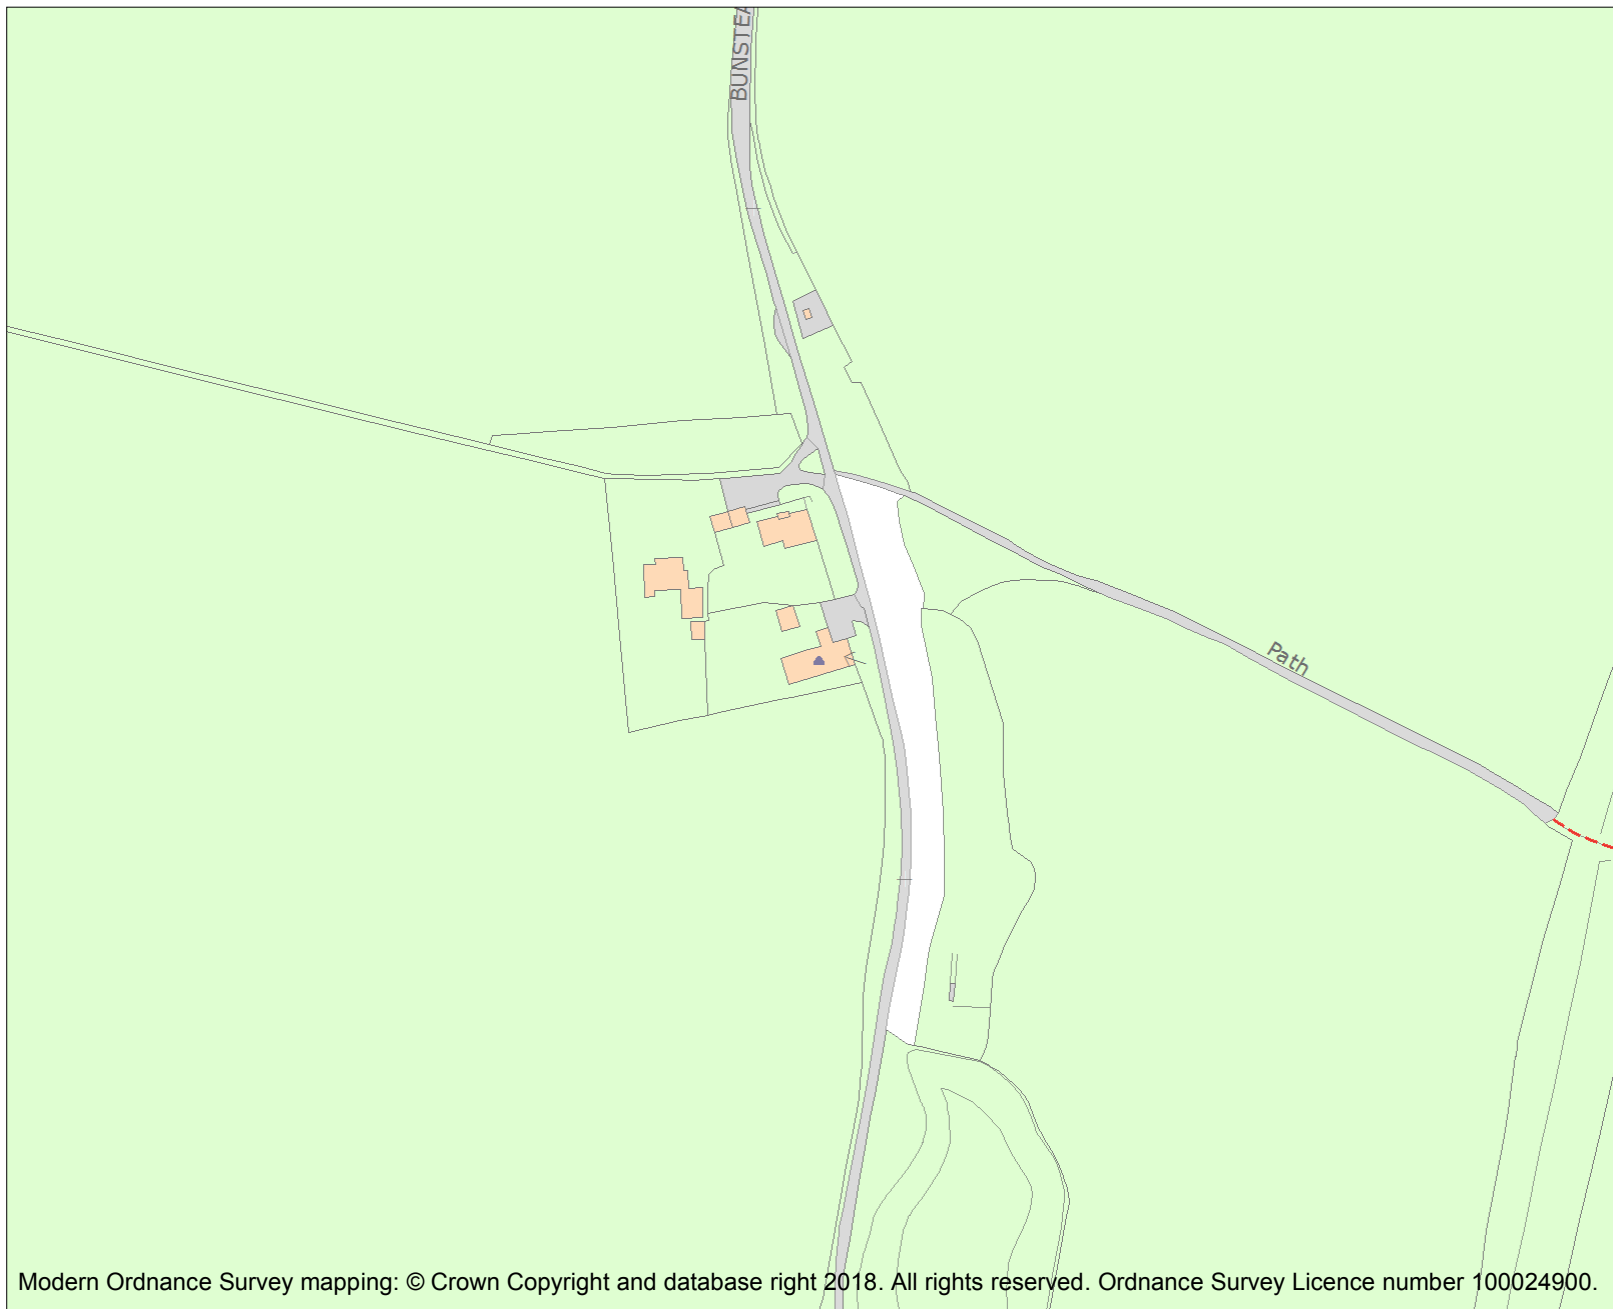 BUNSTEA
Path
Modern Ordnance Survey mapping: © Crown Copyright and database right 2018. All rights reserved. Ordnance Survey Licence number 100024900.